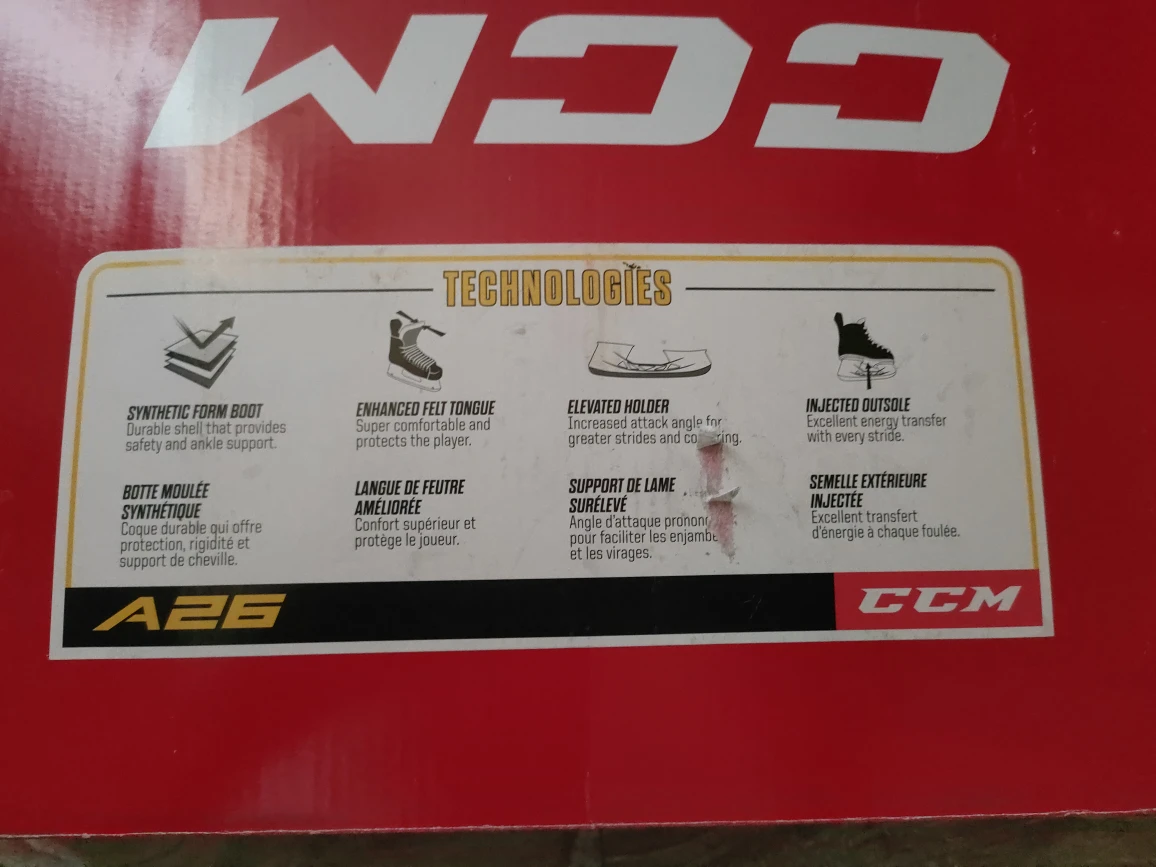 CCM
TECHNOLOGIES
SYNTHETIC FORM BOOT
Durable shell that provides
safety and ankle support.
ENHANCED FELT TONGUE
Super comfortable and
protects the player.
ELEVATED HOLDER
Increased attack angle for
greater strides and
INJECTED OUTSOLE
Excellent energy transfer
with every stride.
BOTTE MOULÉE
SYNTHÉTIQUE
Coque durable qui offre
protection, rigidité et
support de cheville.
LANGUE DE FEUTRE
AMÉLIORÉE
Confort supérieur et
protège le joueur.
SUPPORT DE LAME
SURÉLEVÉ
Angle d'attaque
pour faciliter les
et les virages.
SEMELLE EXTÉRIEURE
INJECTÉE
Excellent transfert
d'énergie à chaque foulée.
A26
CCM